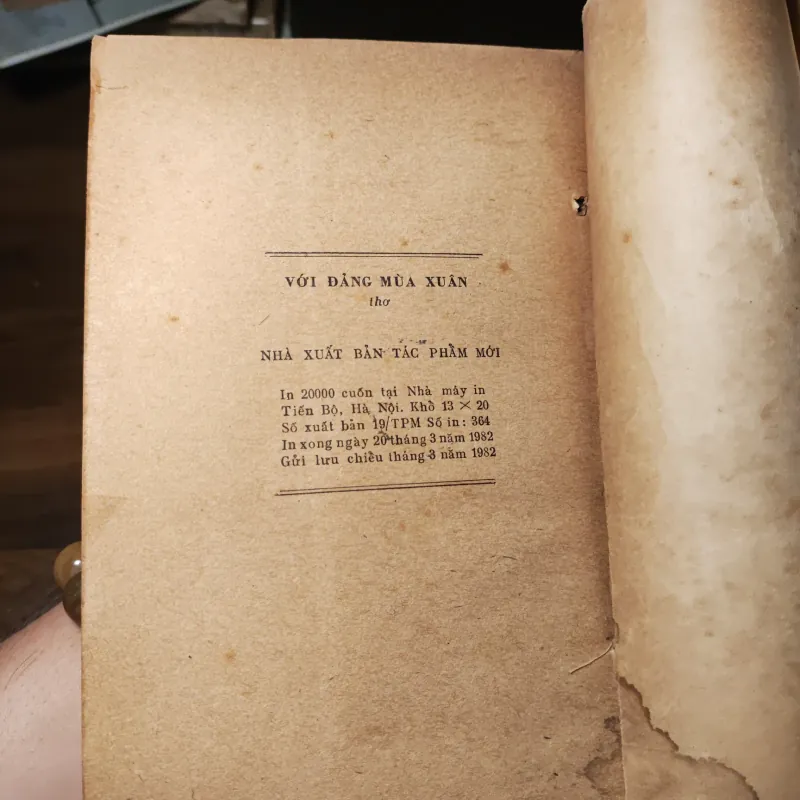 VỚI ĐẢNG MÙA XUÂN
thơ
NHÀ XUẤT BẢN TÁC PHẨM MỚI
In 20000 cuốn tại Nhà máy in
Tiến Bộ, Hà Nội. Khổ 13 × 20
Số xuất bản 19/TPM Số in: 364
In xong ngày 20 tháng 3 năm 1982
Gửi lưu chiểu tháng 3 năm 1982